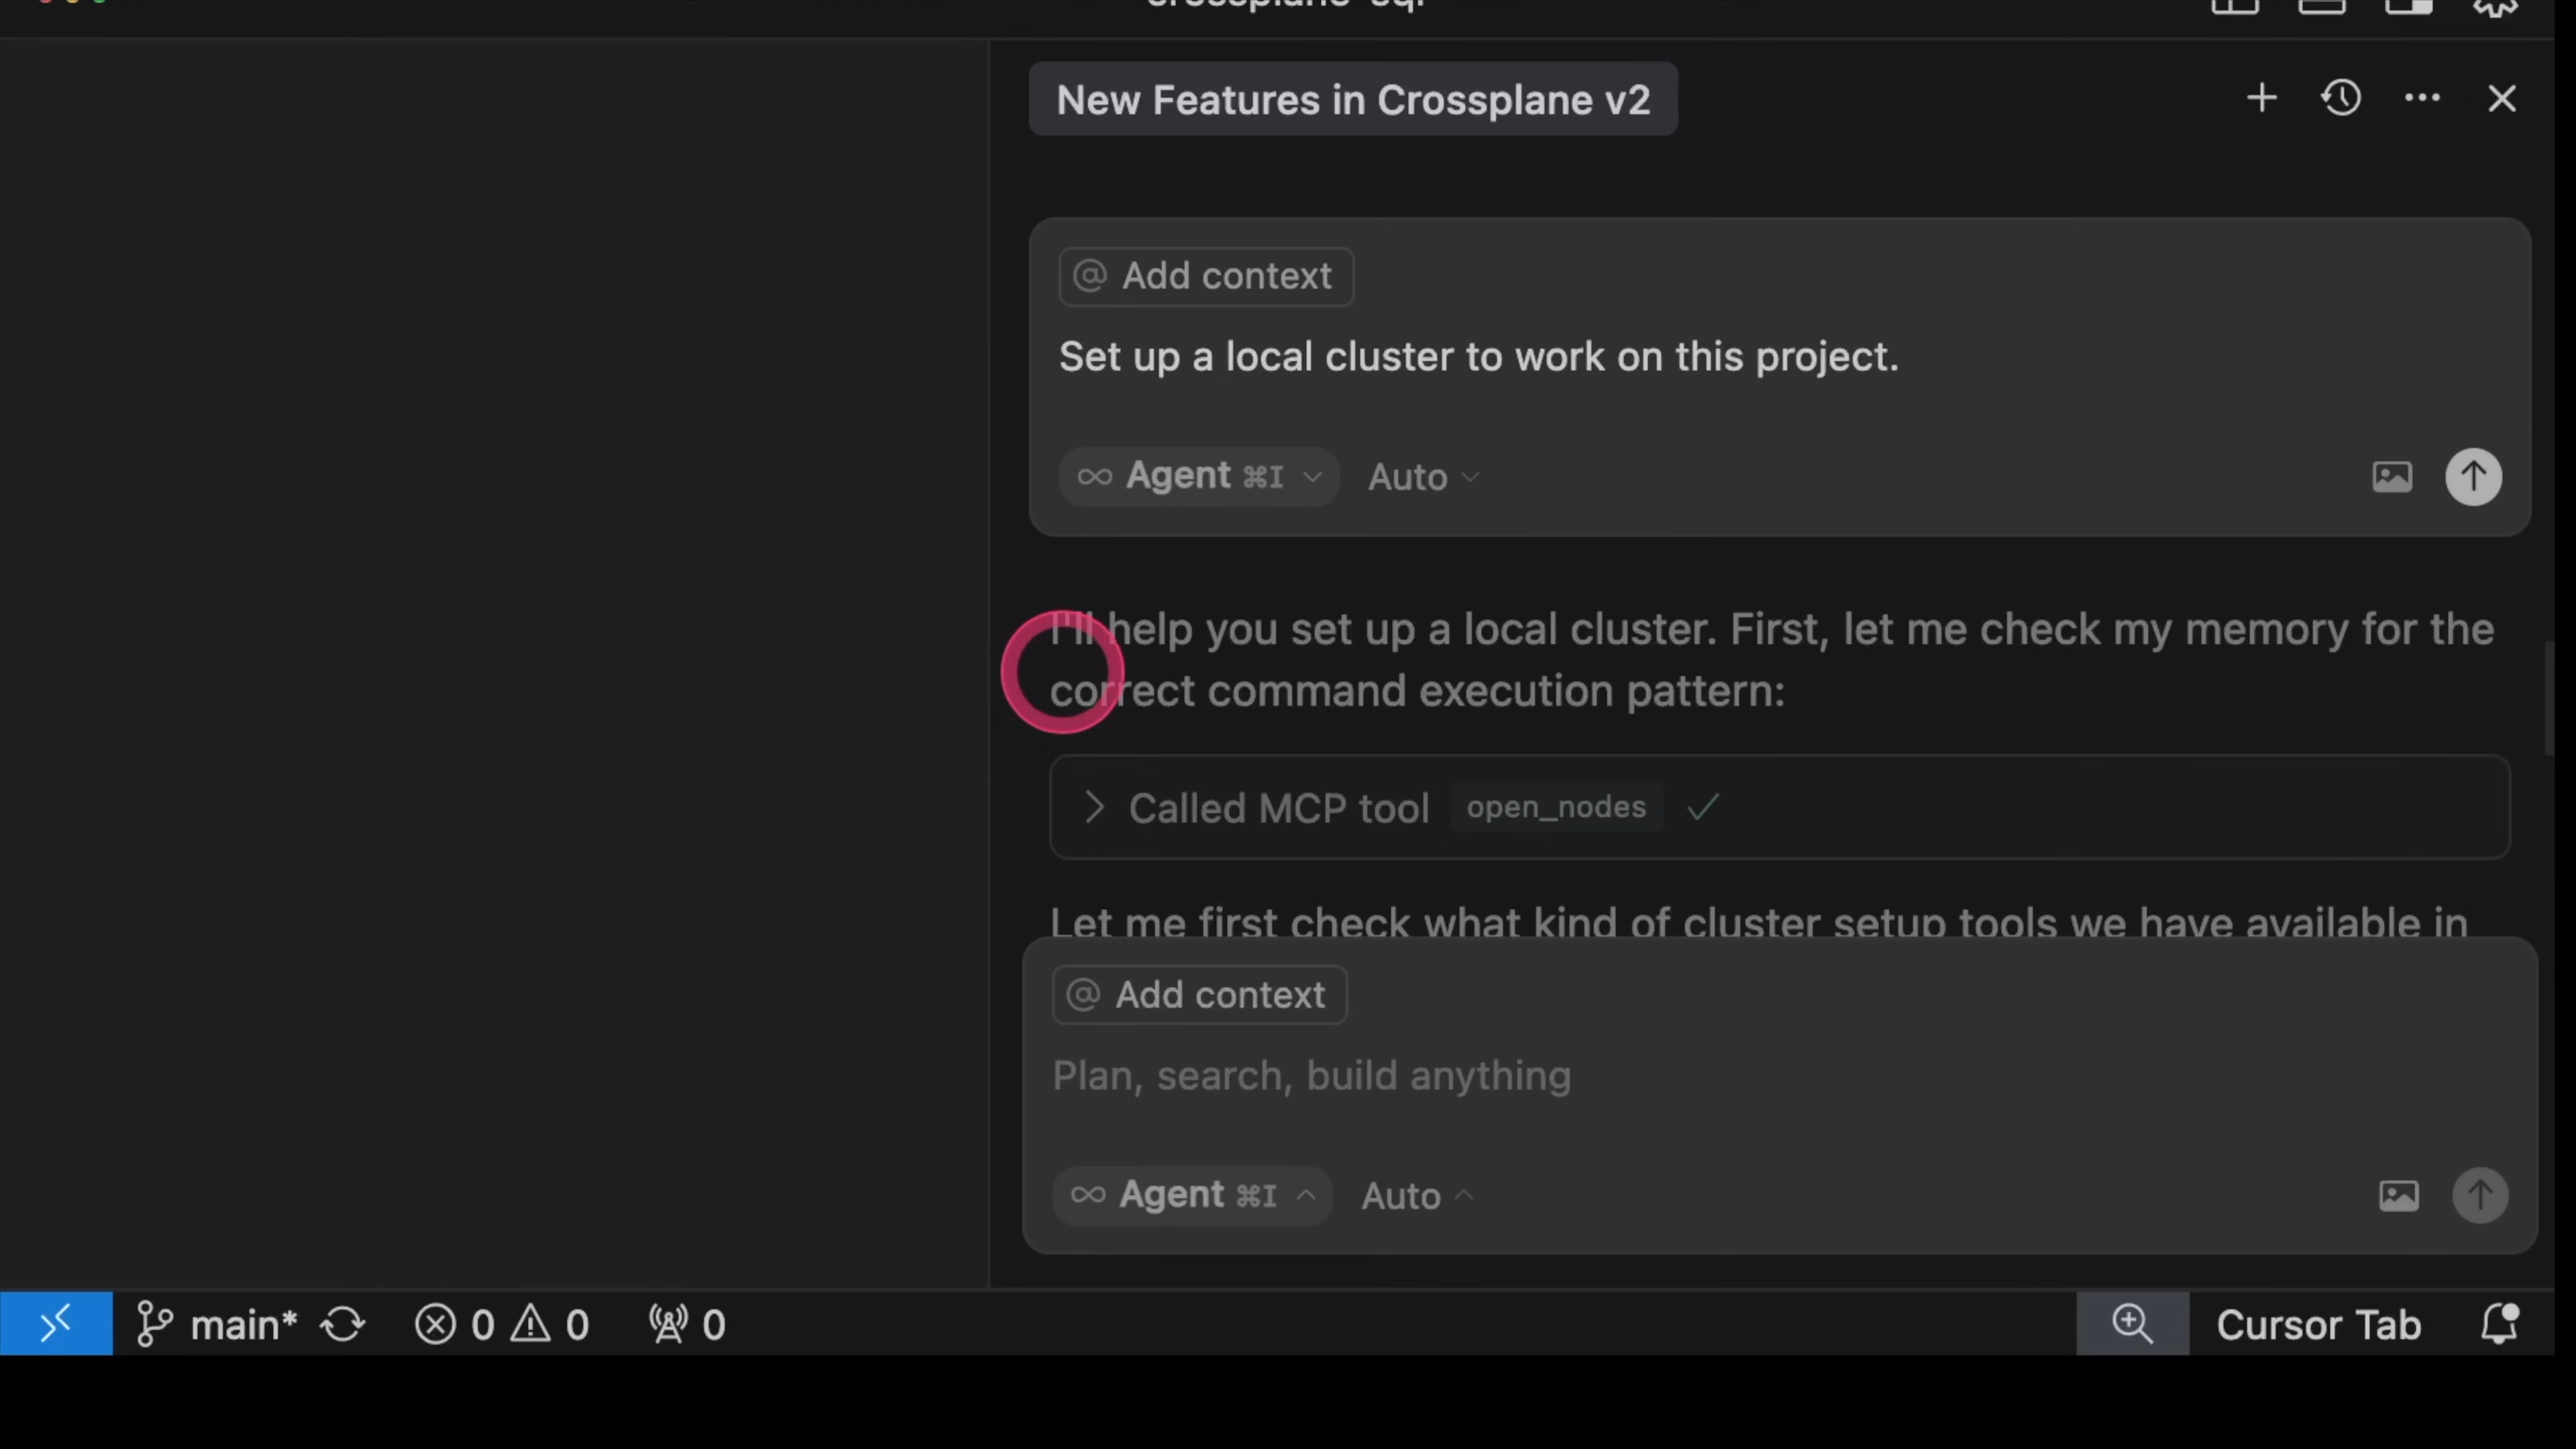 crossplane-sql
New Features in Crossplane v2
@ Add context
Set up a local cluster to work on this project.
Agent ⌘I
Auto
I'll help you set up a local cluster. First, let me check my memory for the
correct command execution pattern:
Called MCP tool open_nodes
Let me first check what kind of cluster setup tools we have available in
@ Add context
Plan, search, build anything
Agent ⌘I
Auto
main* 0 0 0 Cursor Tab